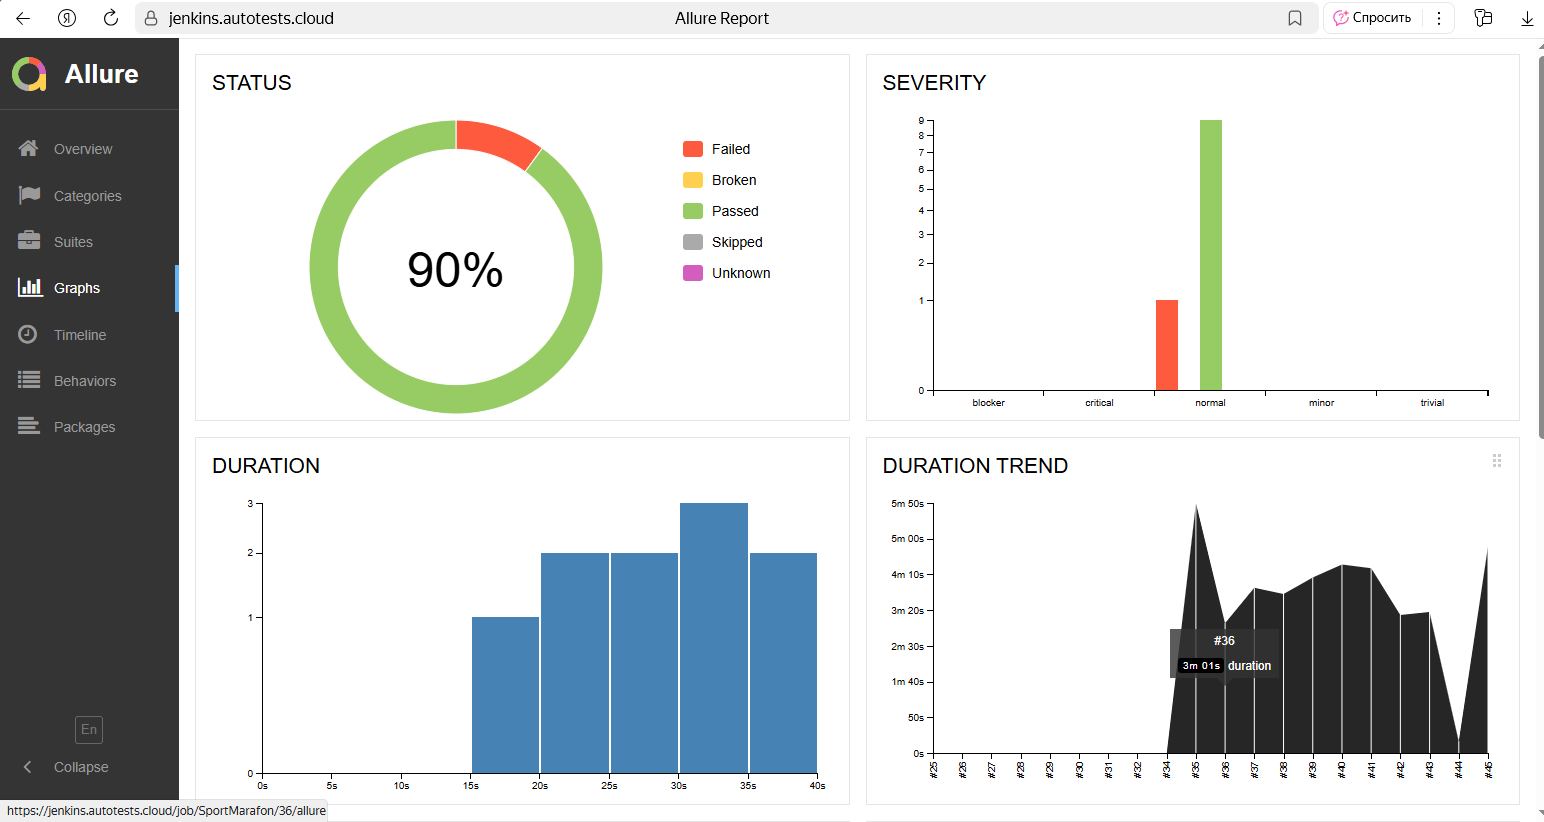 jenkins.autotests.cloud
Allure Report
Спросить
Allure
Overview
Categories
Suites
Graphs
Timeline
Behaviors
Packages
En
Collapse
STATUS
90%
Failed
Broken
Passed
Skipped
Unknown
SEVERITY
9
8
7
6
5
4
3
2
1
0
blocker critical normal minor trivial
DURATION
3
2
1
0
0s 5s 10s 15s 20s 25s 30s 35s 40s
DURATION TREND
5m 50s
5m 00s
4m 10s
3m 20s
2m 30s
1m 40s
50s
0s
#36
3m 01s duration
#25 #26 #27 #28 #29 #30 #31 #32 #34 #35 #36 #37 #38 #39 #40 #41 #42 #43 #44 #45
https://jenkins.autotests.cloud/job/SportMarafon/36/allure